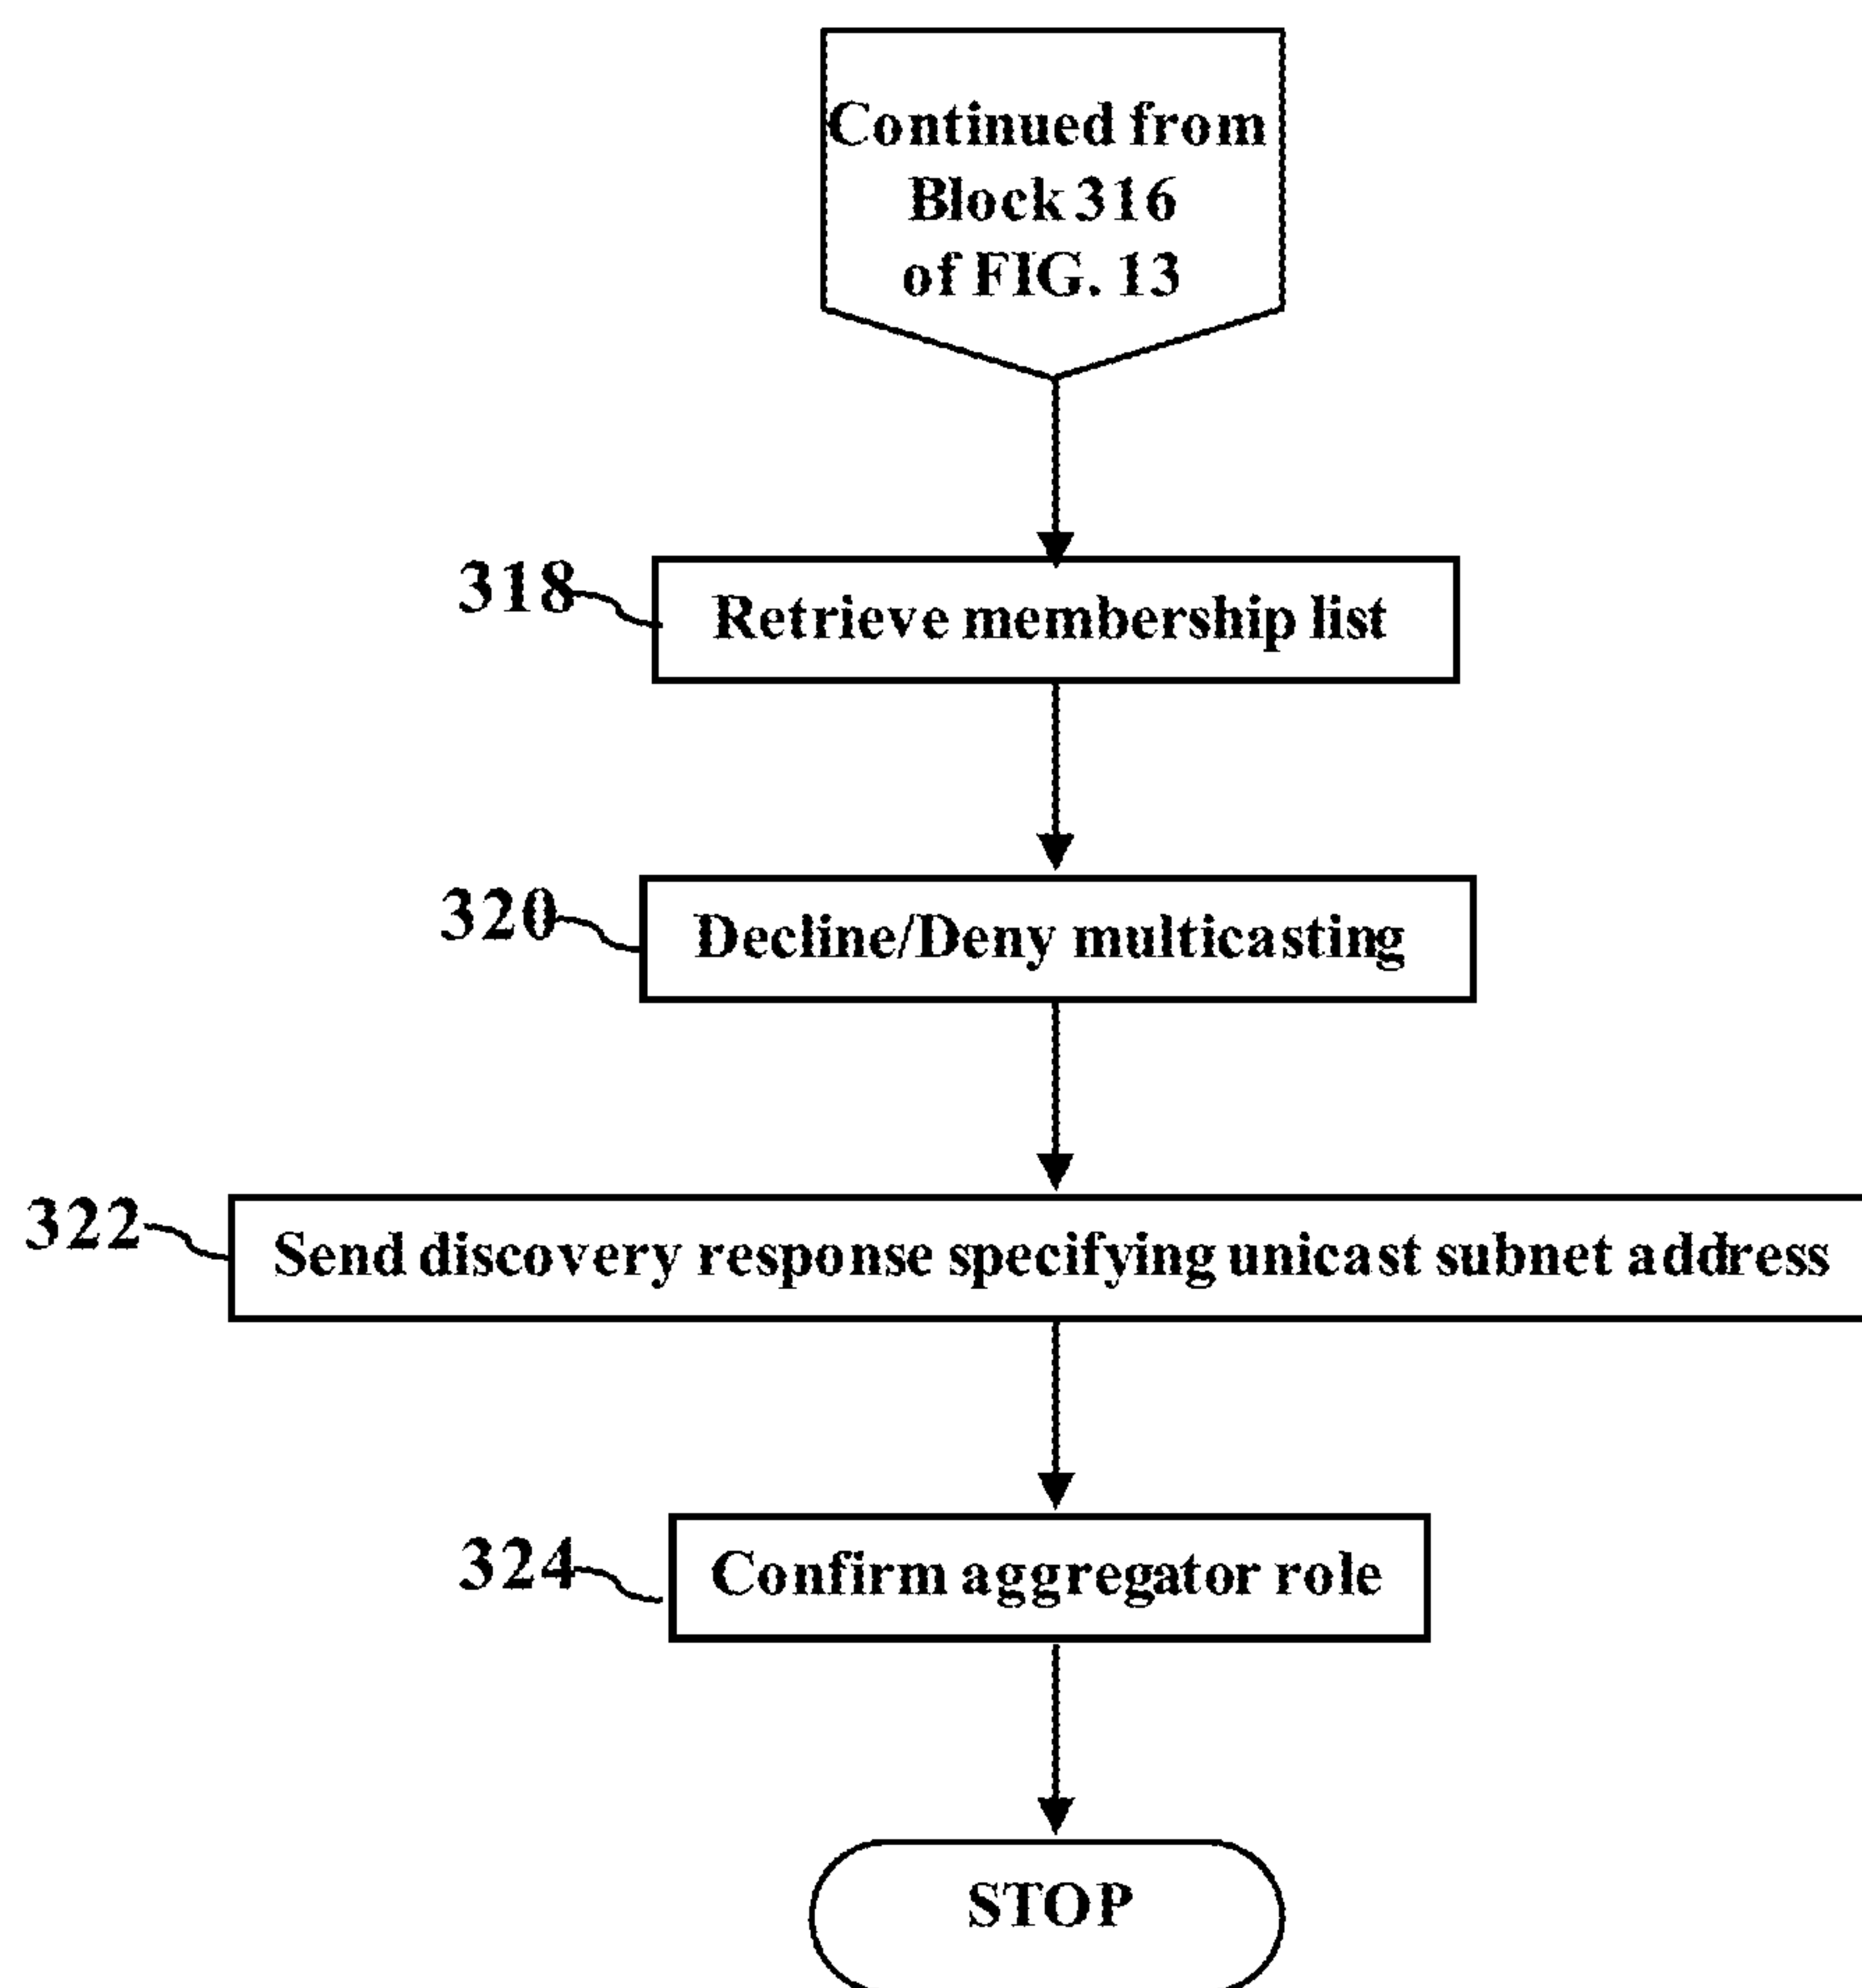 Continued from
Block 316
of FIG. 13
318
Retrieve membership list
320
Decline/Deny multicasting
322
Send discovery response specifying unicast subnet address
324
Confirm aggregator role
STOP